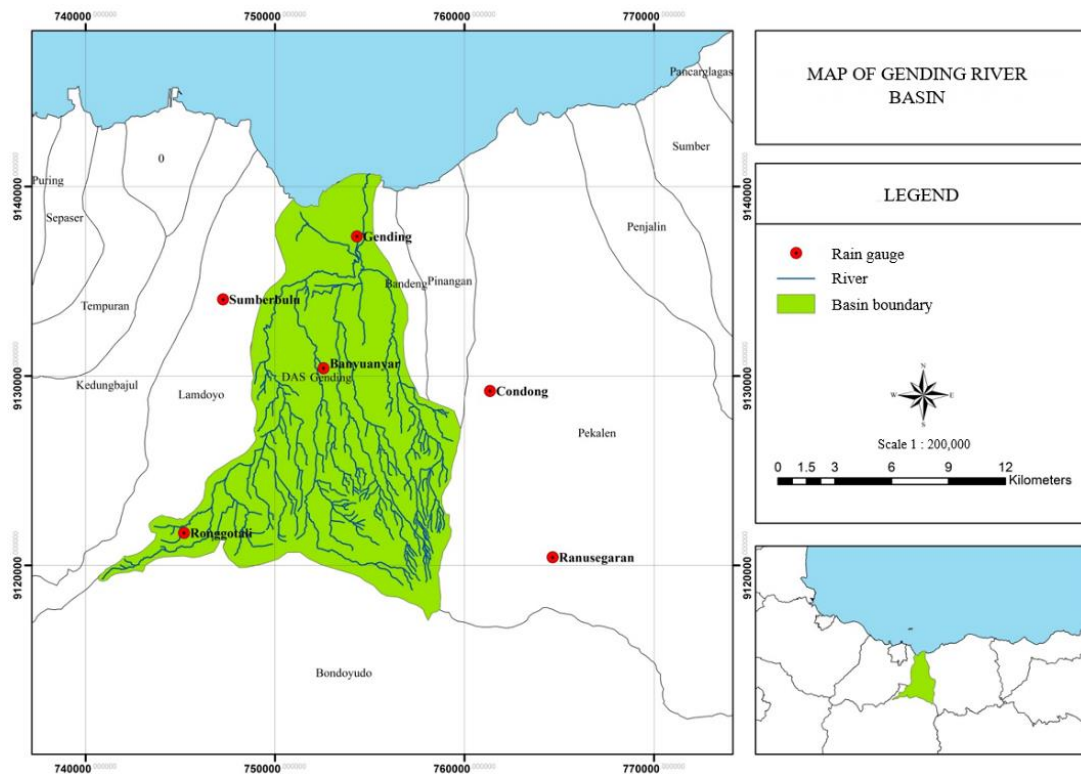 740000 750000 760000 770000
MAP OF GENDING RIVER
BASIN
LEGEND
Rain gauge
River
Basin boundary
N
W E
S
Scale 1 : 200,000
0 1.5 3 6 9 12
Kilometers
Pancarglagas
Sumber
0
Puring
Sepaser
Penjalin
Gending
Bandeng
Pinangan
Sumberbulu
Tempuran
Banyuanyar
DAS Gending
Kedungbajul
Lamdoyo
Condong
Pekalen
Ronggotali
Ranusegaran
Bondoyudo
9140000 9140000
9130000 9130000
9120000 9120000
740000 750000 760000 770000